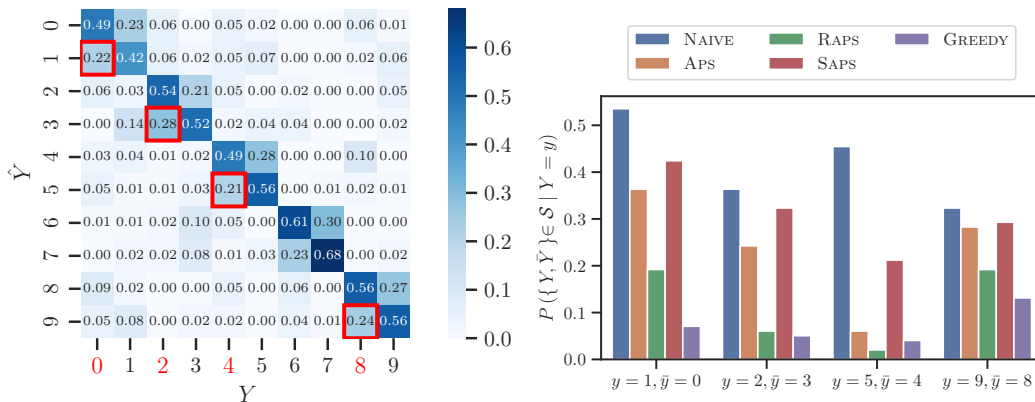 Ŷ
0 0.49 0.23 0.06 0.00 0.05 0.02 0.00 0.00 0.06 0.01
1 0.22 0.42 0.06 0.02 0.05 0.07 0.00 0.00 0.02 0.06
2 0.06 0.03 0.54 0.21 0.05 0.00 0.02 0.00 0.00 0.05
3 0.00 0.14 0.28 0.52 0.02 0.04 0.04 0.00 0.00 0.02
4 0.03 0.04 0.01 0.02 0.49 0.28 0.00 0.00 0.10 0.00
5 0.05 0.01 0.01 0.03 0.21 0.56 0.00 0.01 0.02 0.01
6 0.01 0.01 0.02 0.10 0.05 0.00 0.61 0.30 0.00 0.00
7 0.00 0.02 0.02 0.08 0.01 0.03 0.23 0.68 0.00 0.02
8 0.09 0.02 0.00 0.00 0.05 0.00 0.06 0.00 0.56 0.27
9 0.05 0.08 0.00 0.02 0.02 0.00 0.04 0.01 0.24 0.56
0 1 2 3 4 5 6 7 8 9
Y
0.6
0.5
0.4
0.3
0.2
0.1
0.0
NAIVE RAPS GREEDY
APS SAPS
P({Y, Ȳ} ∈ S | Y = y)
0.5
0.4
0.3
0.2
0.1
0.0
y = 1, ȳ = 0 y = 2, ȳ = 3 y = 5, ȳ = 4 y = 9, ȳ = 8